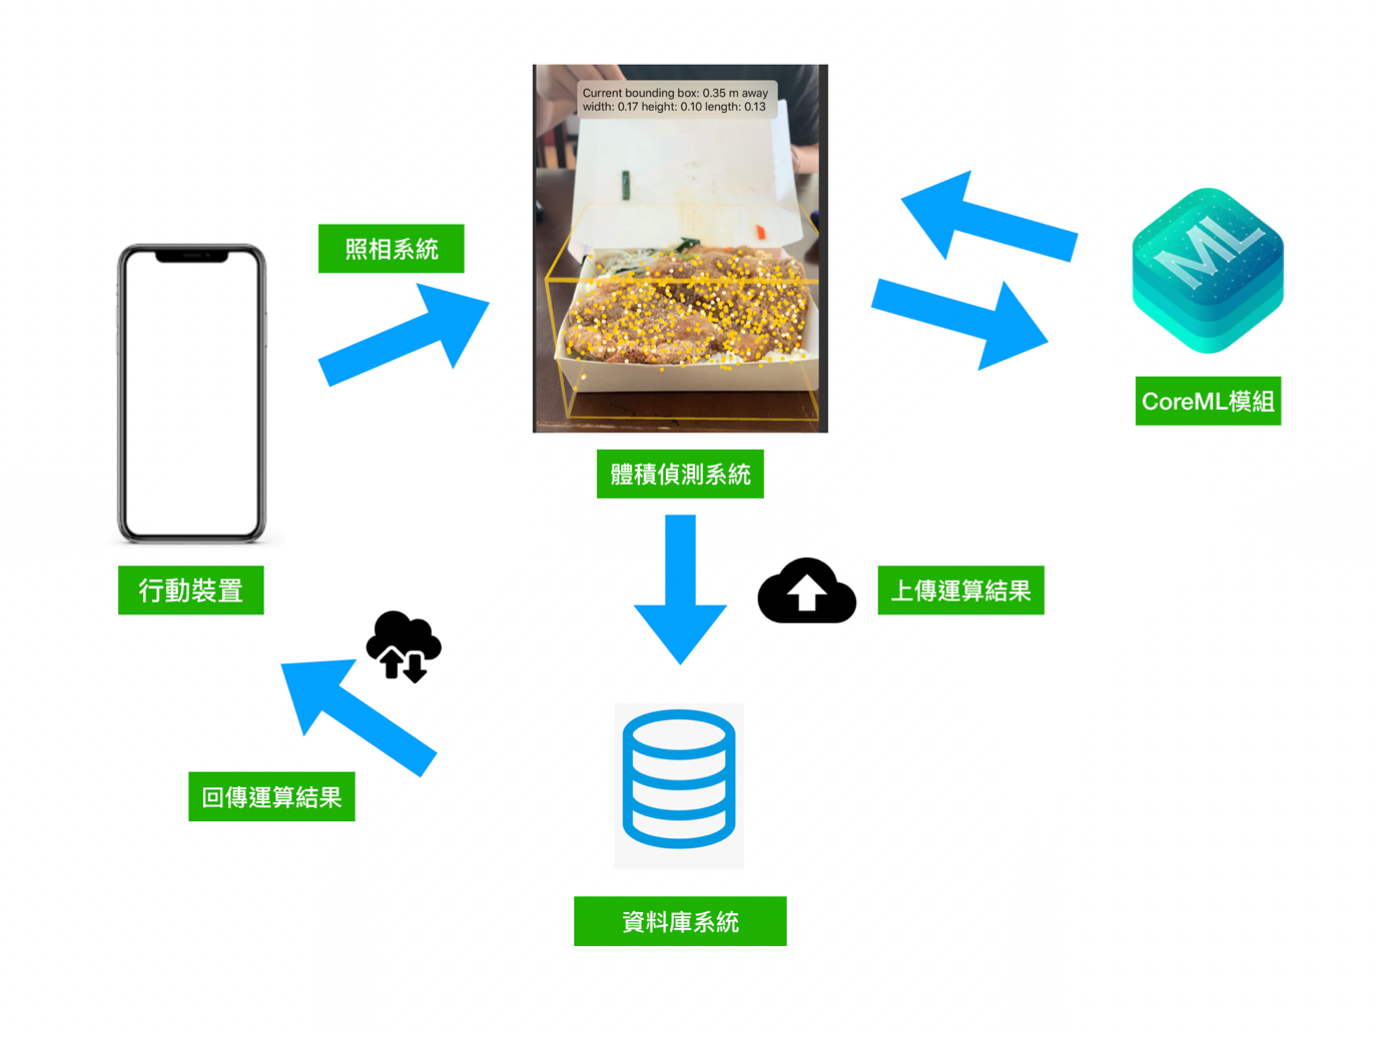 Current bounding box: 0.35 m away
width: 0.17 height: 0.10 length: 0.13
照相系統
ML
CoreML模組
體積偵測系統
行動裝置
上傳運算結果
回傳運算結果
資料庫系統